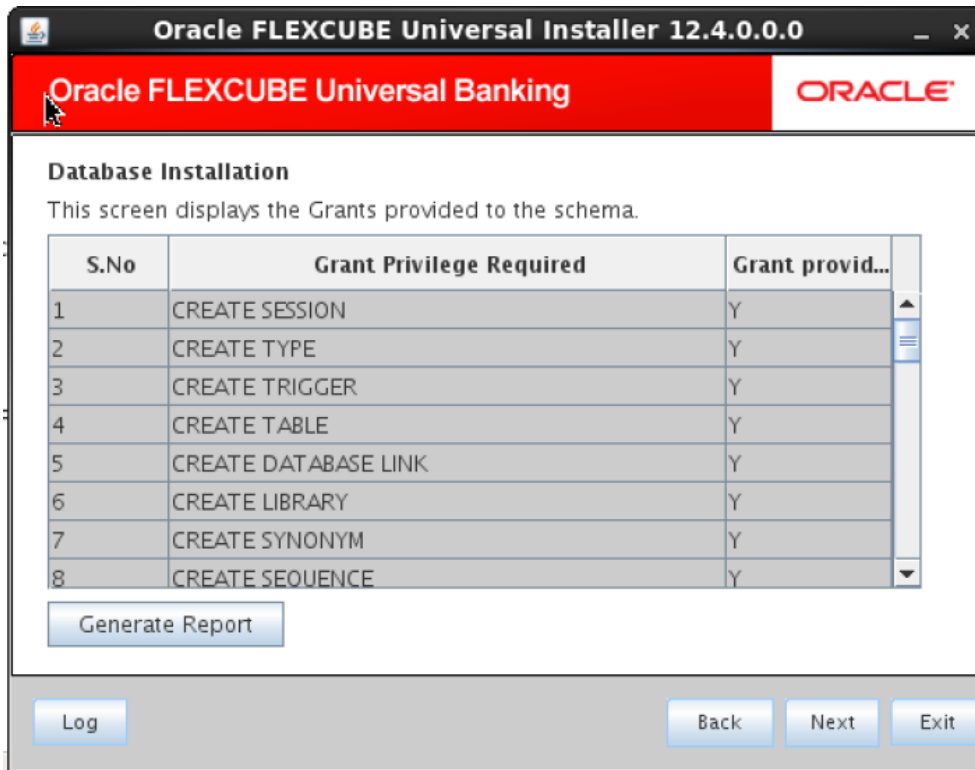 Oracle FLEXCUBE Universal Installer 12.4.0.0.0
Oracle FLEXCUBE Universal Banking
ORACLE
Database Installation
This screen displays the Grants provided to the schema.
S.No Grant Privilege Required Grant provid...
1 CREATE SESSION Y
2 CREATE TYPE Y
3 CREATE TRIGGER Y
4 CREATE TABLE Y
5 CREATE DATABASE LINK Y
6 CREATE LIBRARY Y
7 CREATE SYNONYM Y
8 CREATE SEQUENCE Y
Generate Report
Log Back Next Exit